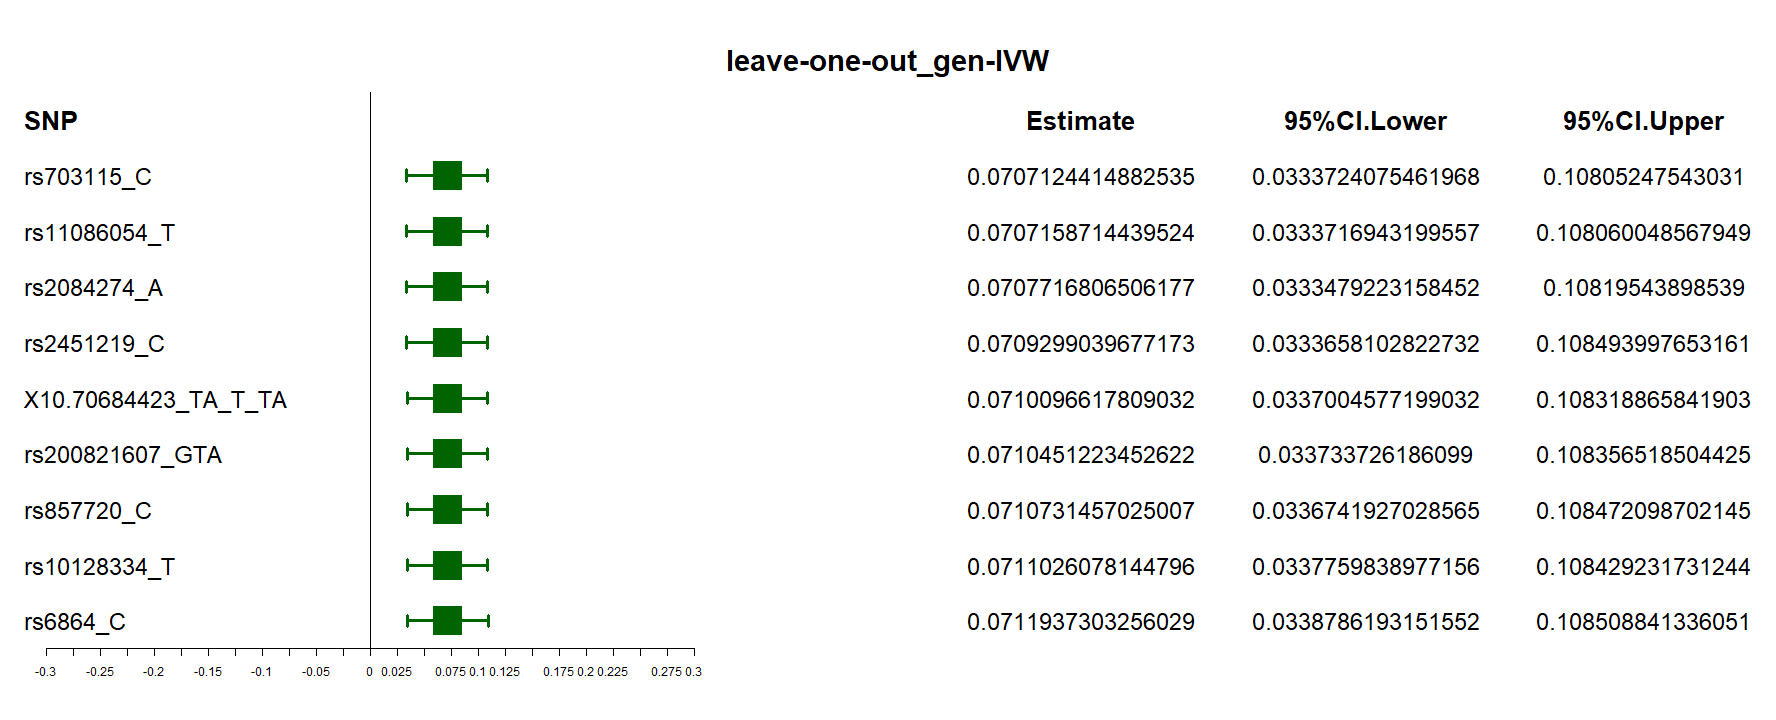 leave-one-out_gen-IVW
SNP Estimate 95%CI.Lower 95%CI.Upper
rs703115_C 0.0707124414882535 0.0333724075461968 0.10805247543031
rs11086054_T 0.0707158714439524 0.0333716943199557 0.108060048567949
rs2084274_A 0.0707716806506177 0.0333479223158452 0.10819543898539
rs2451219_C 0.0709299039677173 0.0333658102822732 0.108493997653161
X10.70684423_TA_T_TA 0.0710096617809032 0.0337004577199032 0.108318865841903
rs200821607_GTA 0.0710451223452622 0.033733726186099 0.108356518504425
rs857720_C 0.0710731457025007 0.0336741927028565 0.108472098702145
rs10128334_T 0.0711026078144796 0.0337759838977156 0.108429231731244
rs6864_C 0.0711937303256029 0.0338786193151552 0.108508841336051
-0.3 -0.25 -0.2 -0.1 -0.05 0 0.025 0.075 0.1 0.125 0.175 0.2 0.225 0.275 0.3